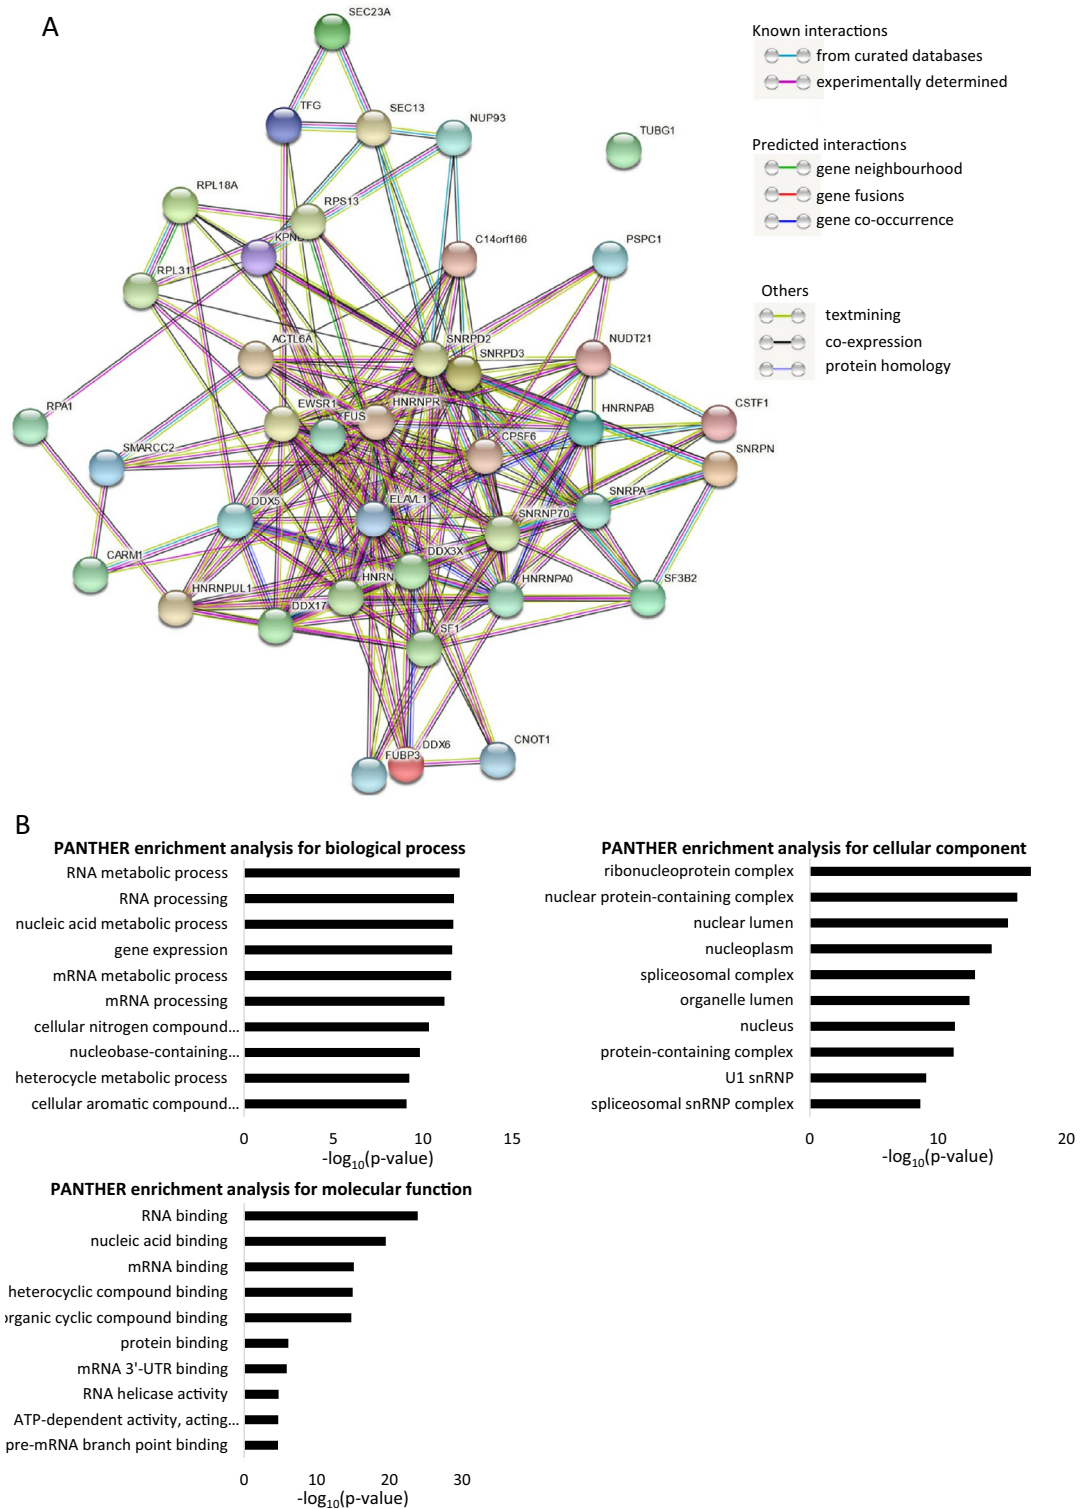 A
SEC23A
Known interactions
from curated databases
experimentally determined
TFG
SEC13
NUP93
TUBG1
Predicted interactions
gene neighbourhood
gene fusions
gene co-occurrence
RPL18A
RPS13
KPNB
C14orf166
PSPC1
RPL31
Others
textmining
co-expression
protein homology
ACTL6A
SNRPD2
SNRPD3
NUDT21
RPA1
EWSR1
HNRNPR
FUS
HNRNPAB
CSTF1
SMARCC2
CPSF6
SNRPN
DDX5
ELAVL1
SNRPA
SNRNP70
CARM1
DDX3X
HNRNPUL1
HNRN
HNRNPA0
SF3B2
DDX17
SF1
FUBP3
DDX6
CNOT1
B
PANTHER enrichment analysis for biological process
RNA metabolic process
RNA processing
nucleic acid metabolic process
gene expression
mRNA metabolic process
mRNA processing
cellular nitrogen compound...
nucleobase-containing...
heterocycle metabolic process
cellular aromatic compound...
0 5 10 15
-log10(p-value)
PANTHER enrichment analysis for cellular component
ribonucleoprotein complex
nuclear protein-containing complex
nuclear lumen
nucleoplasm
spliceosomal complex
organelle lumen
nucleus
protein-containing complex
U1 snRNP
spliceosomal snRNP complex
0 10 20
-log10(p-value)
PANTHER enrichment analysis for molecular function
RNA binding
nucleic acid binding
mRNA binding
heterocyclic compound binding
organic cyclic compound binding
protein binding
mRNA 3'-UTR binding
RNA helicase activity
ATP-dependent activity, acting...
pre-mRNA branch point binding
0 10 20 30
-log10(p-value)